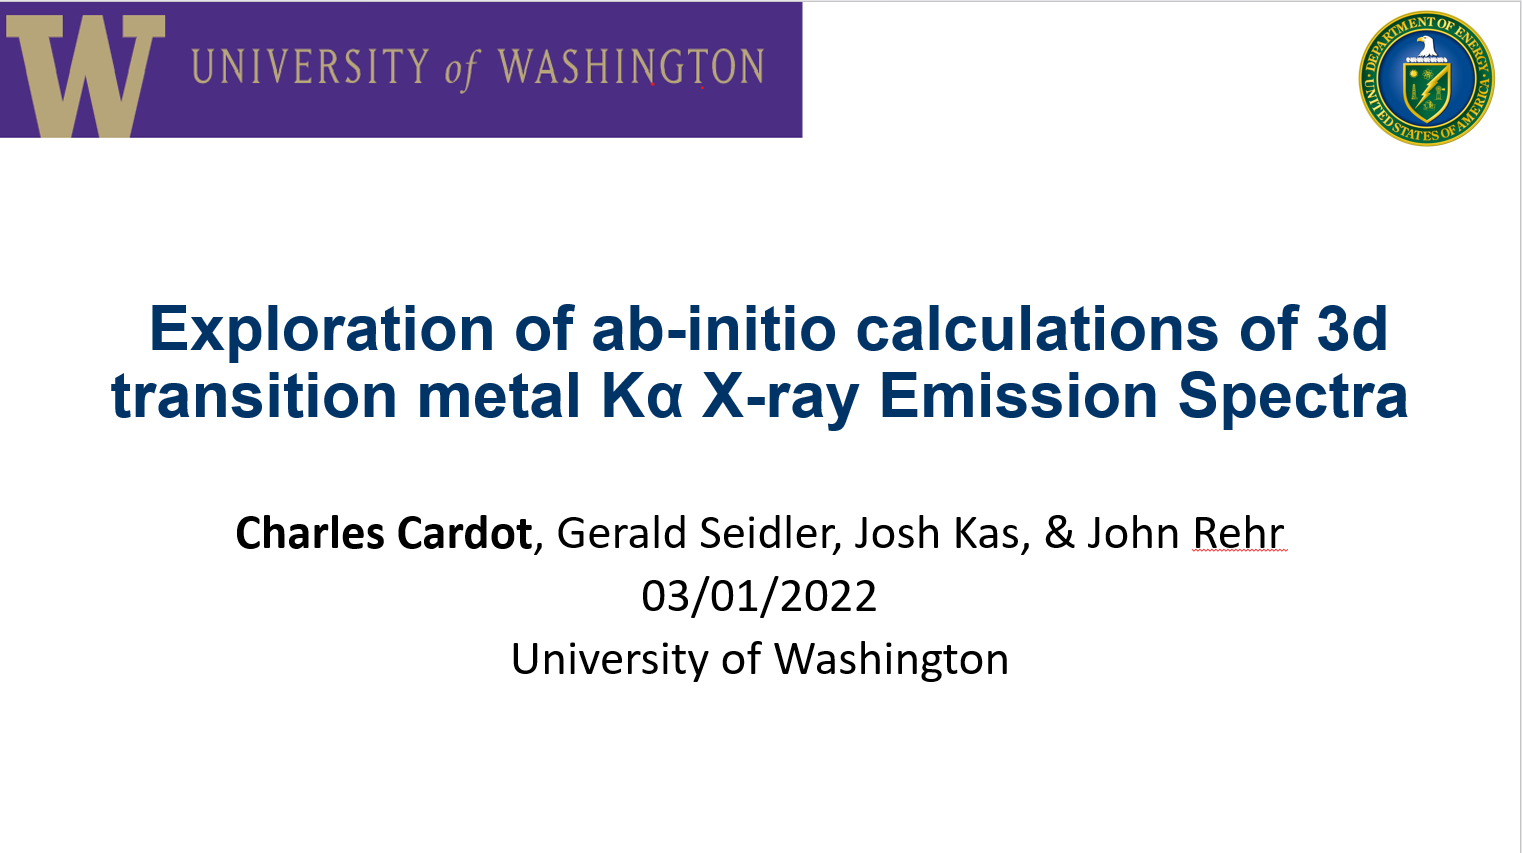 W UNIVERSITY of WASHINGTON
DEPARTMENT OF ENERGY
UNITED STATES OF AMERICA
Exploration of ab-initio calculations of 3d
transition metal Kα X-ray Emission Spectra
Charles Cardot, Gerald Seidler, Josh Kas, & John Rehr
03/01/2022
University of Washington